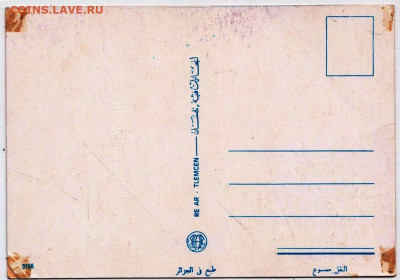 COINS.LAVE.RU
RE AR - TLEMCEN
طبع في الجزائر
النقل ممنوع